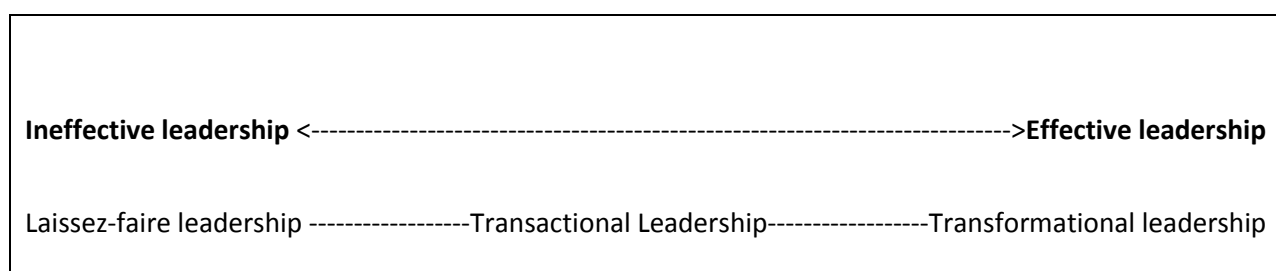 Ineffective leadership <------------------------------------------------------------------------------>Effective leadership
Laissez-faire leadership ------------------Transactional Leadership------------------Transformational leadership